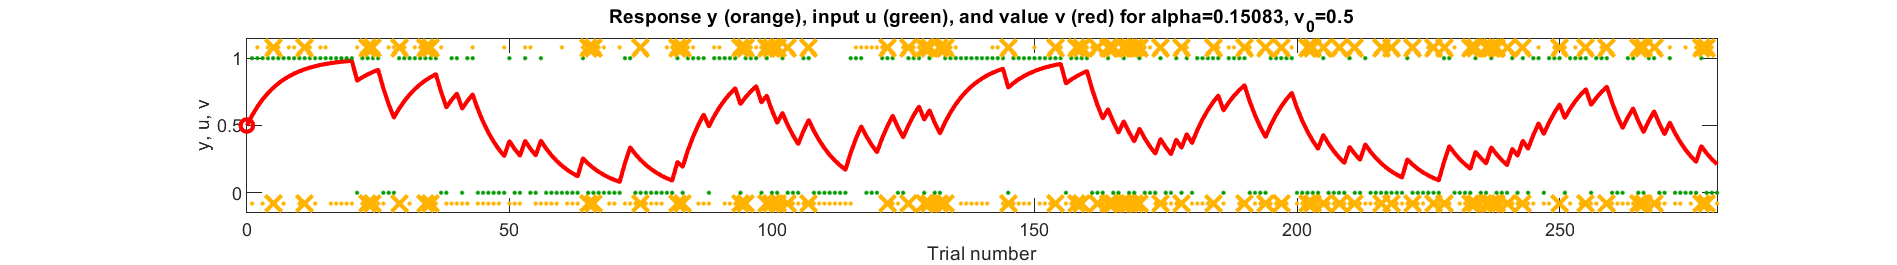 Response y (orange), input u (green), and value v (red) for alpha=0.15083, v0=0.5
y, u, v
1
0.5
0
0 50 100 150 200 250
Trial number